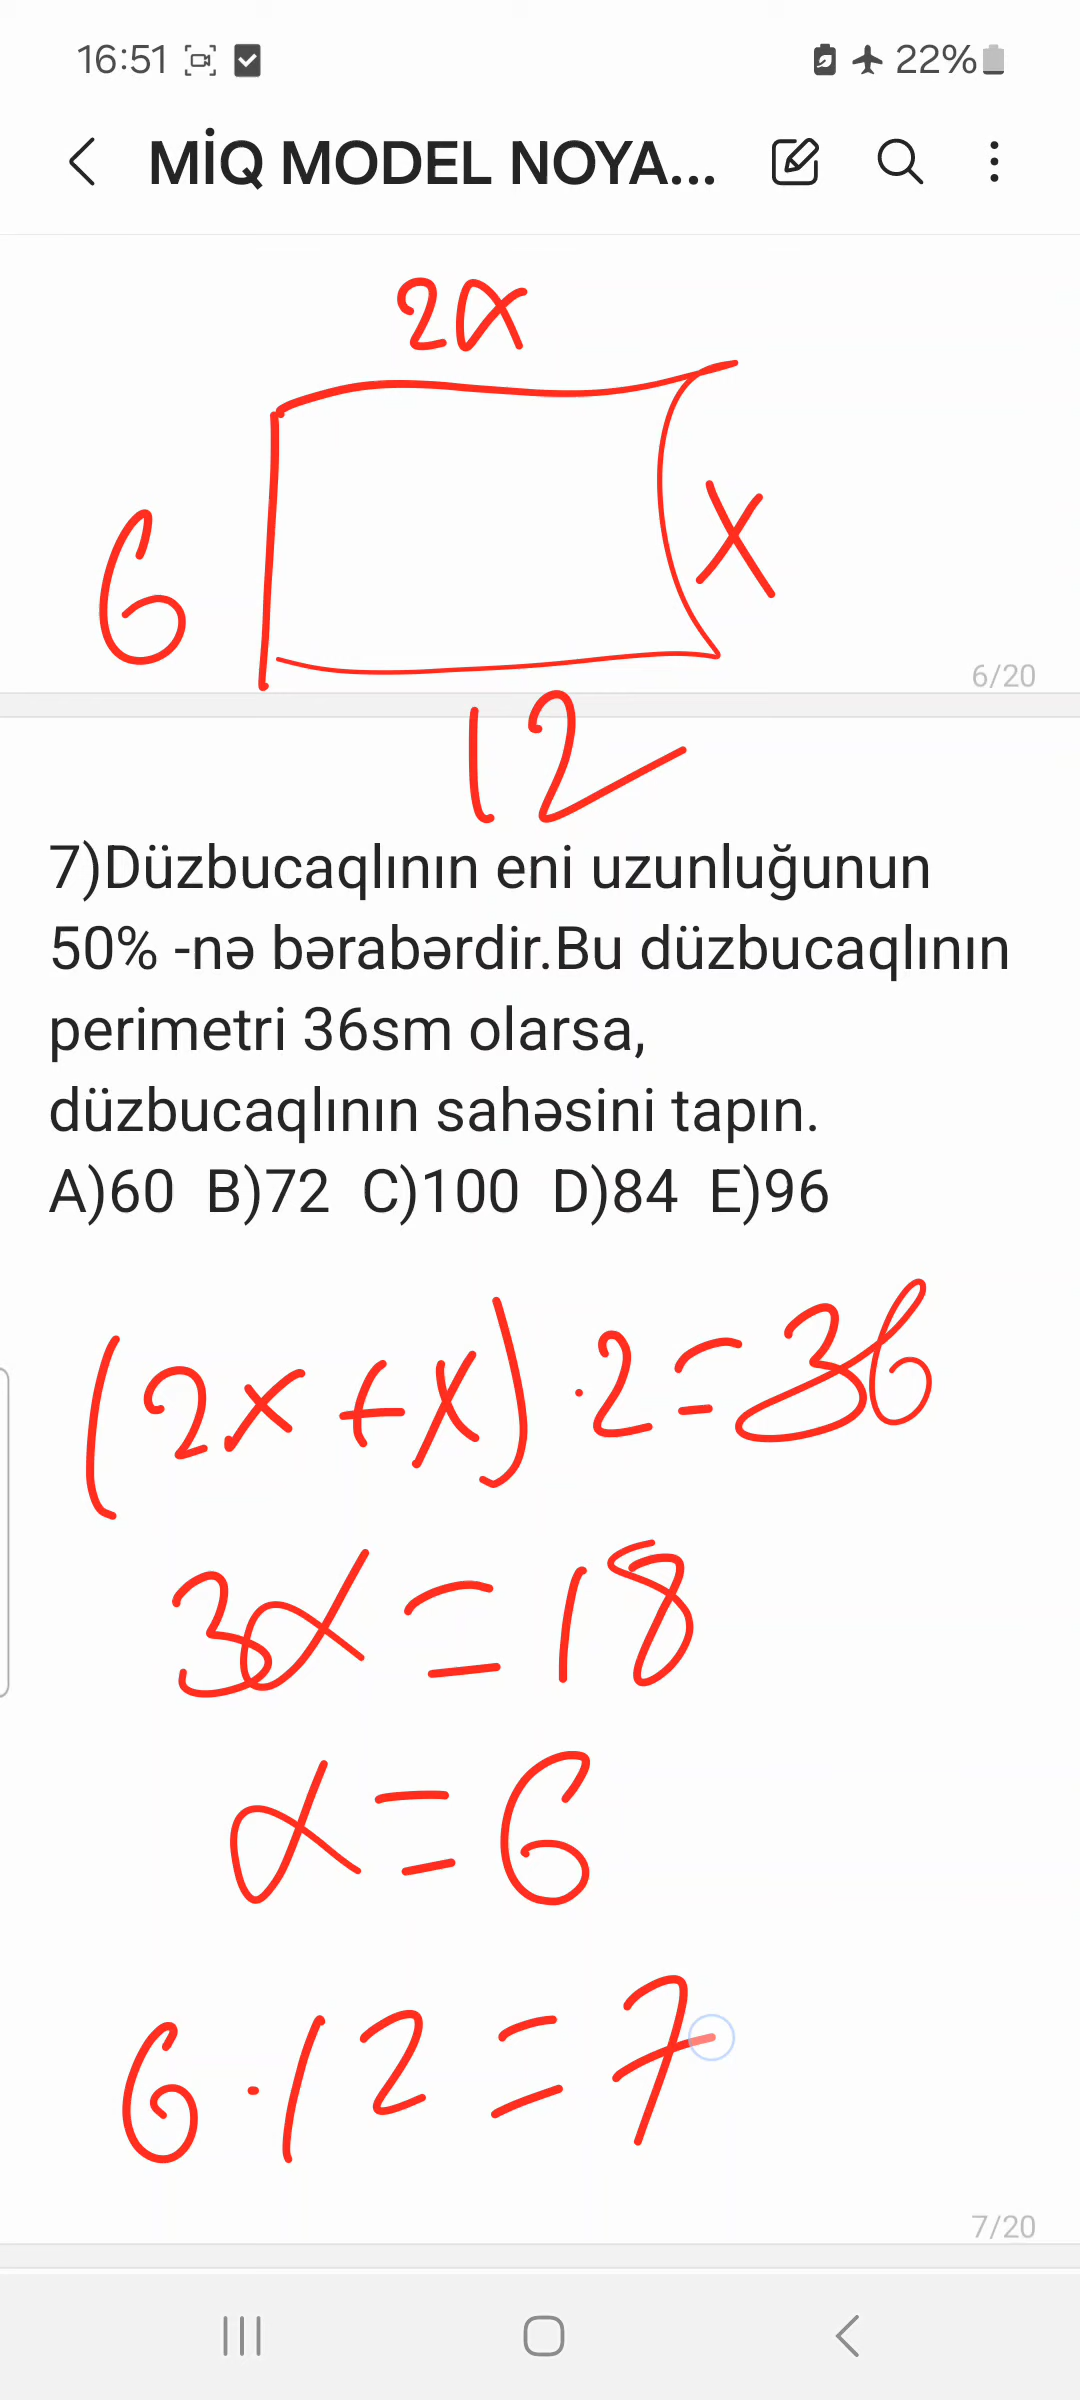 16:51 22%
MİQ MODEL NOYA...
2x
6 x
6/20
12
7)Düzbucaqlının eni uzunluğunun
50% -nə bərabərdir.Bu düzbucaqlının
perimetri 36sm olarsa,
düzbucaqlının sahəsini tapın.
A)60 B)72 C)100 D)84 E)96
(2x+x)·2=36
3x=18
x=6
6·12=7
7/20